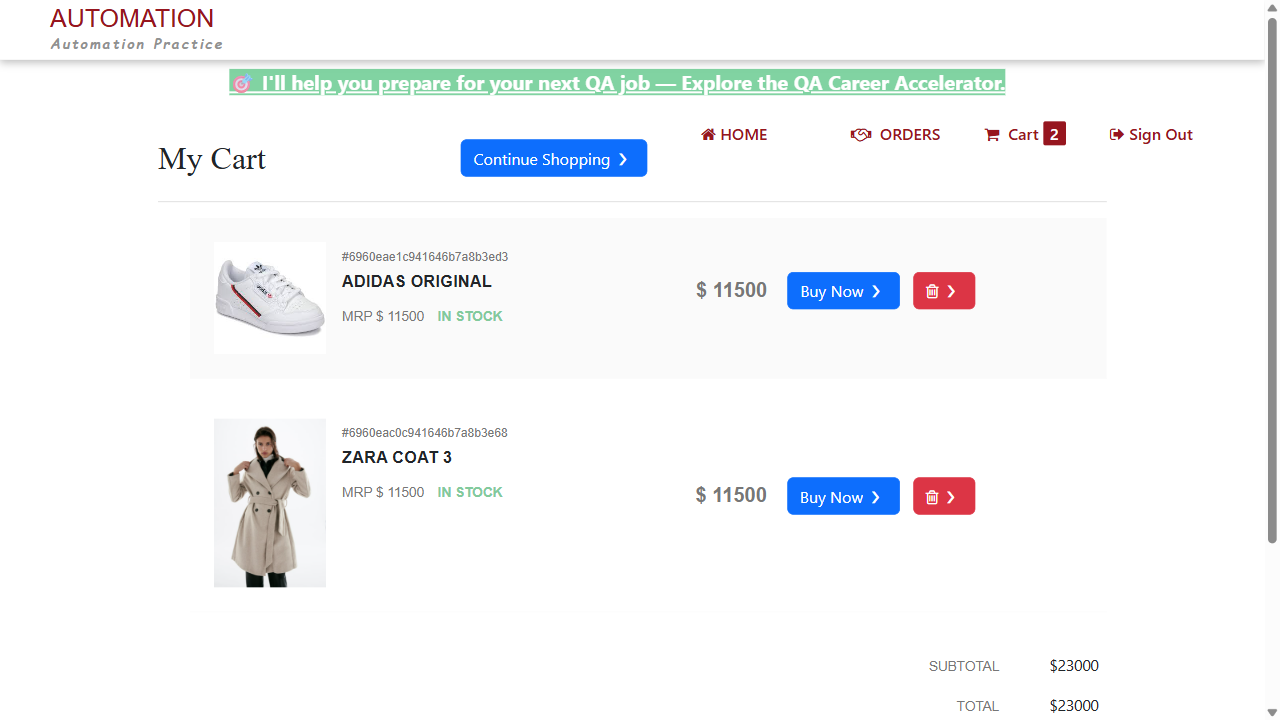 AUTOMATION
Automation Practice
🎯 I'll help you prepare for your next QA job — Explore the QA Career Accelerator.
HOME
ORDERS
Cart 2
Sign Out
My Cart
Continue Shopping ❯
#6960eae1c941646b7a8b3ed3
ADIDAS ORIGINAL
MRP $ 11500 IN STOCK
$ 11500
Buy Now ❯
❯
#6960eac0c941646b7a8b3e68
ZARA COAT 3
MRP $ 11500 IN STOCK
$ 11500
Buy Now ❯
❯
SUBTOTAL $23000
TOTAL $23000